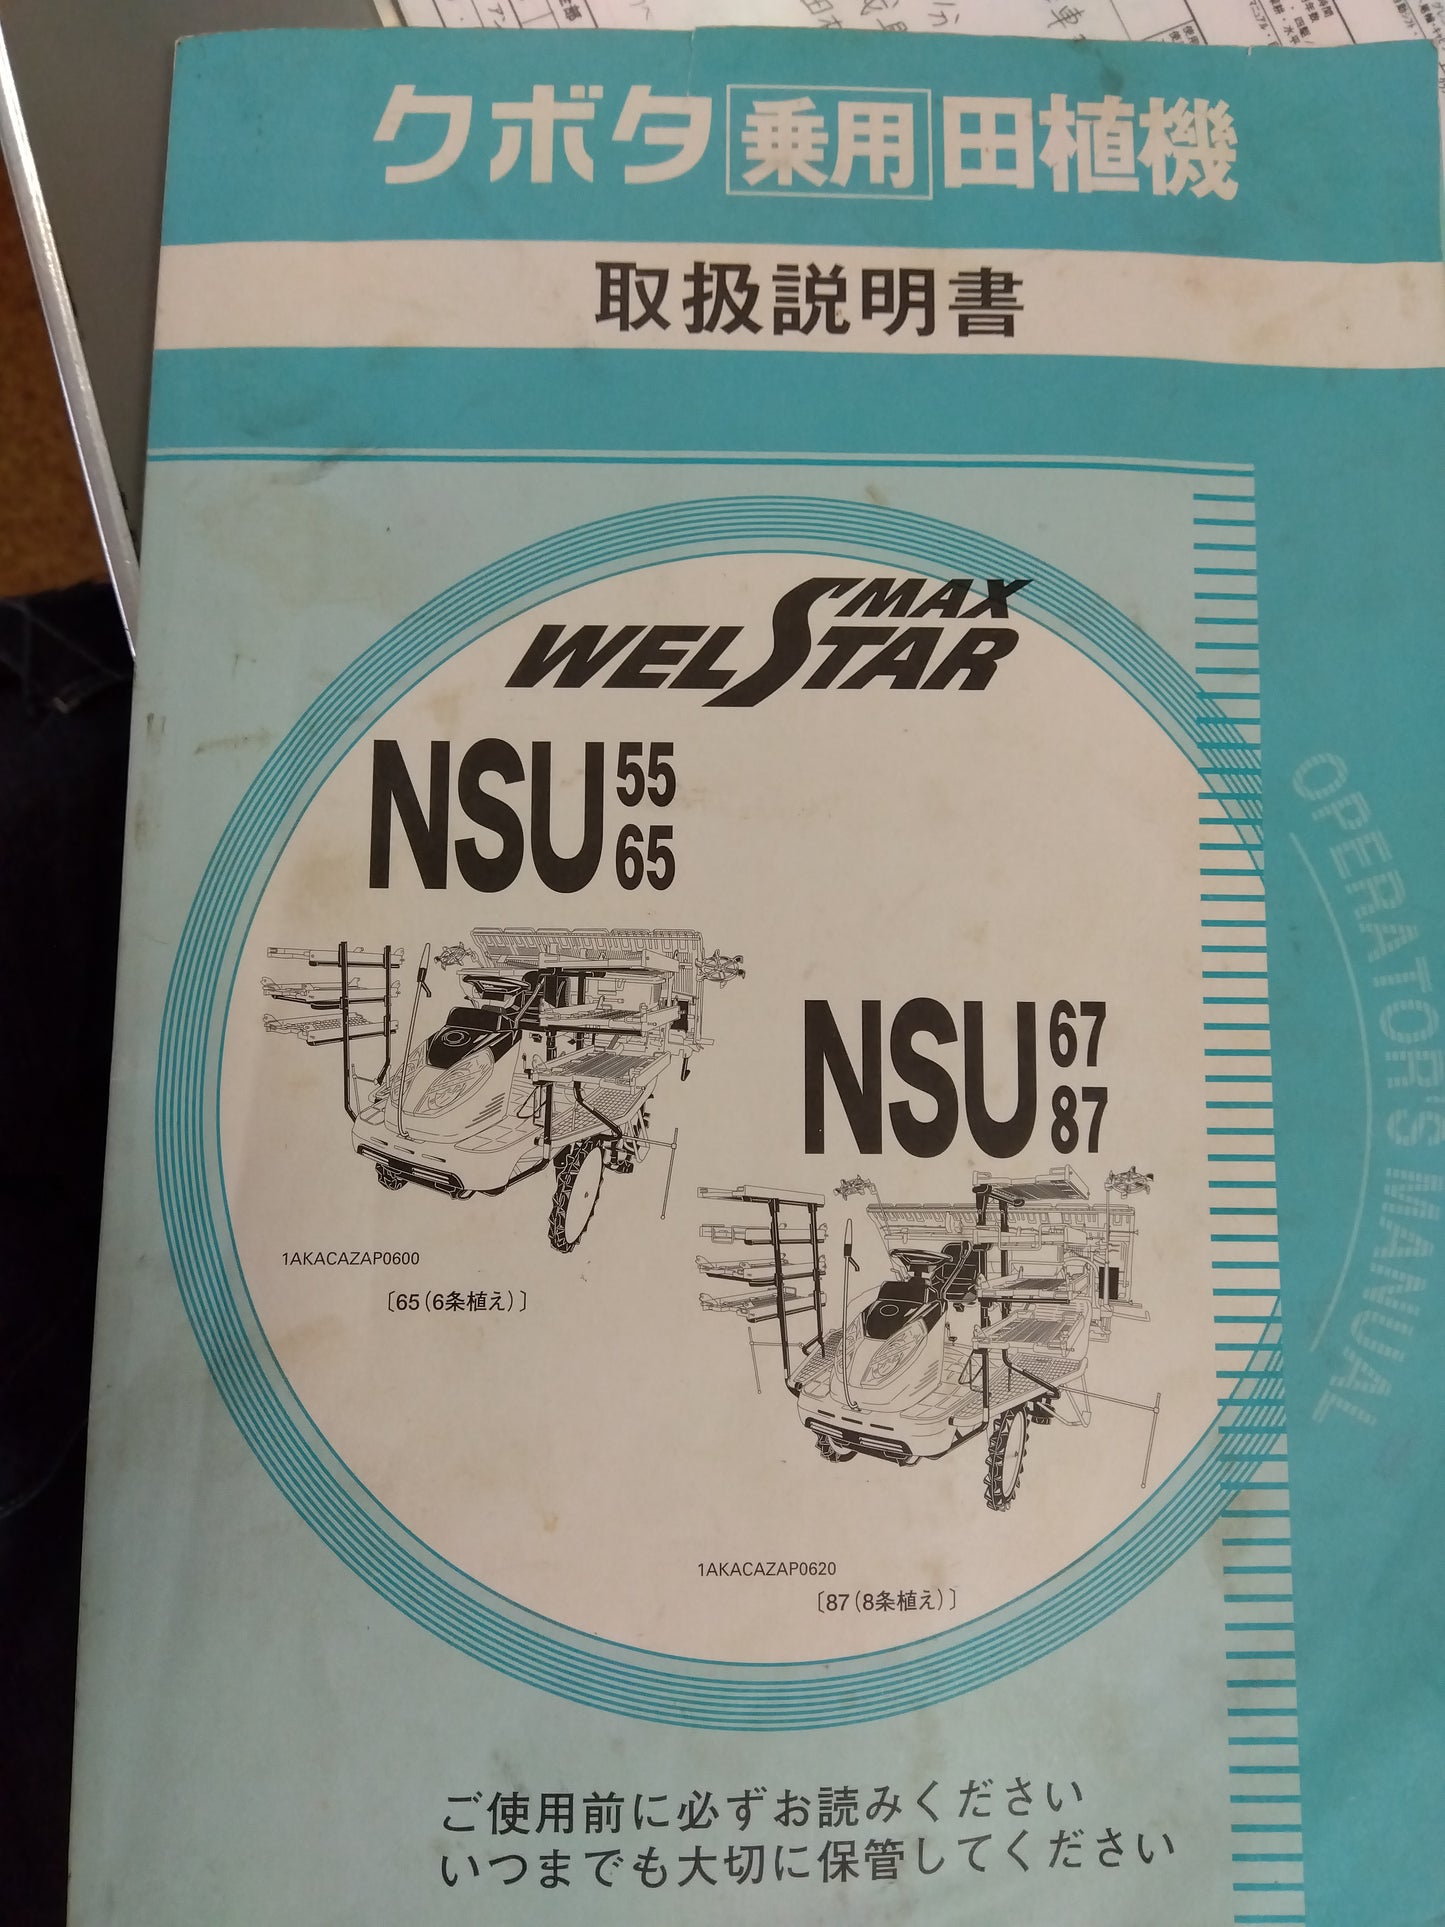 クボタ 乗用 田植機
取扱説明書
WELSTAR MAX
NSU 55
65
NSU 67
87
1AKACAZAP0600
〔65(6条植え)〕
1AKACAZAP0620
〔87(8条植え)〕
OPERATOR'S MANUAL
ご使用前に必ずお読みください
いつまでも大切に保管してください